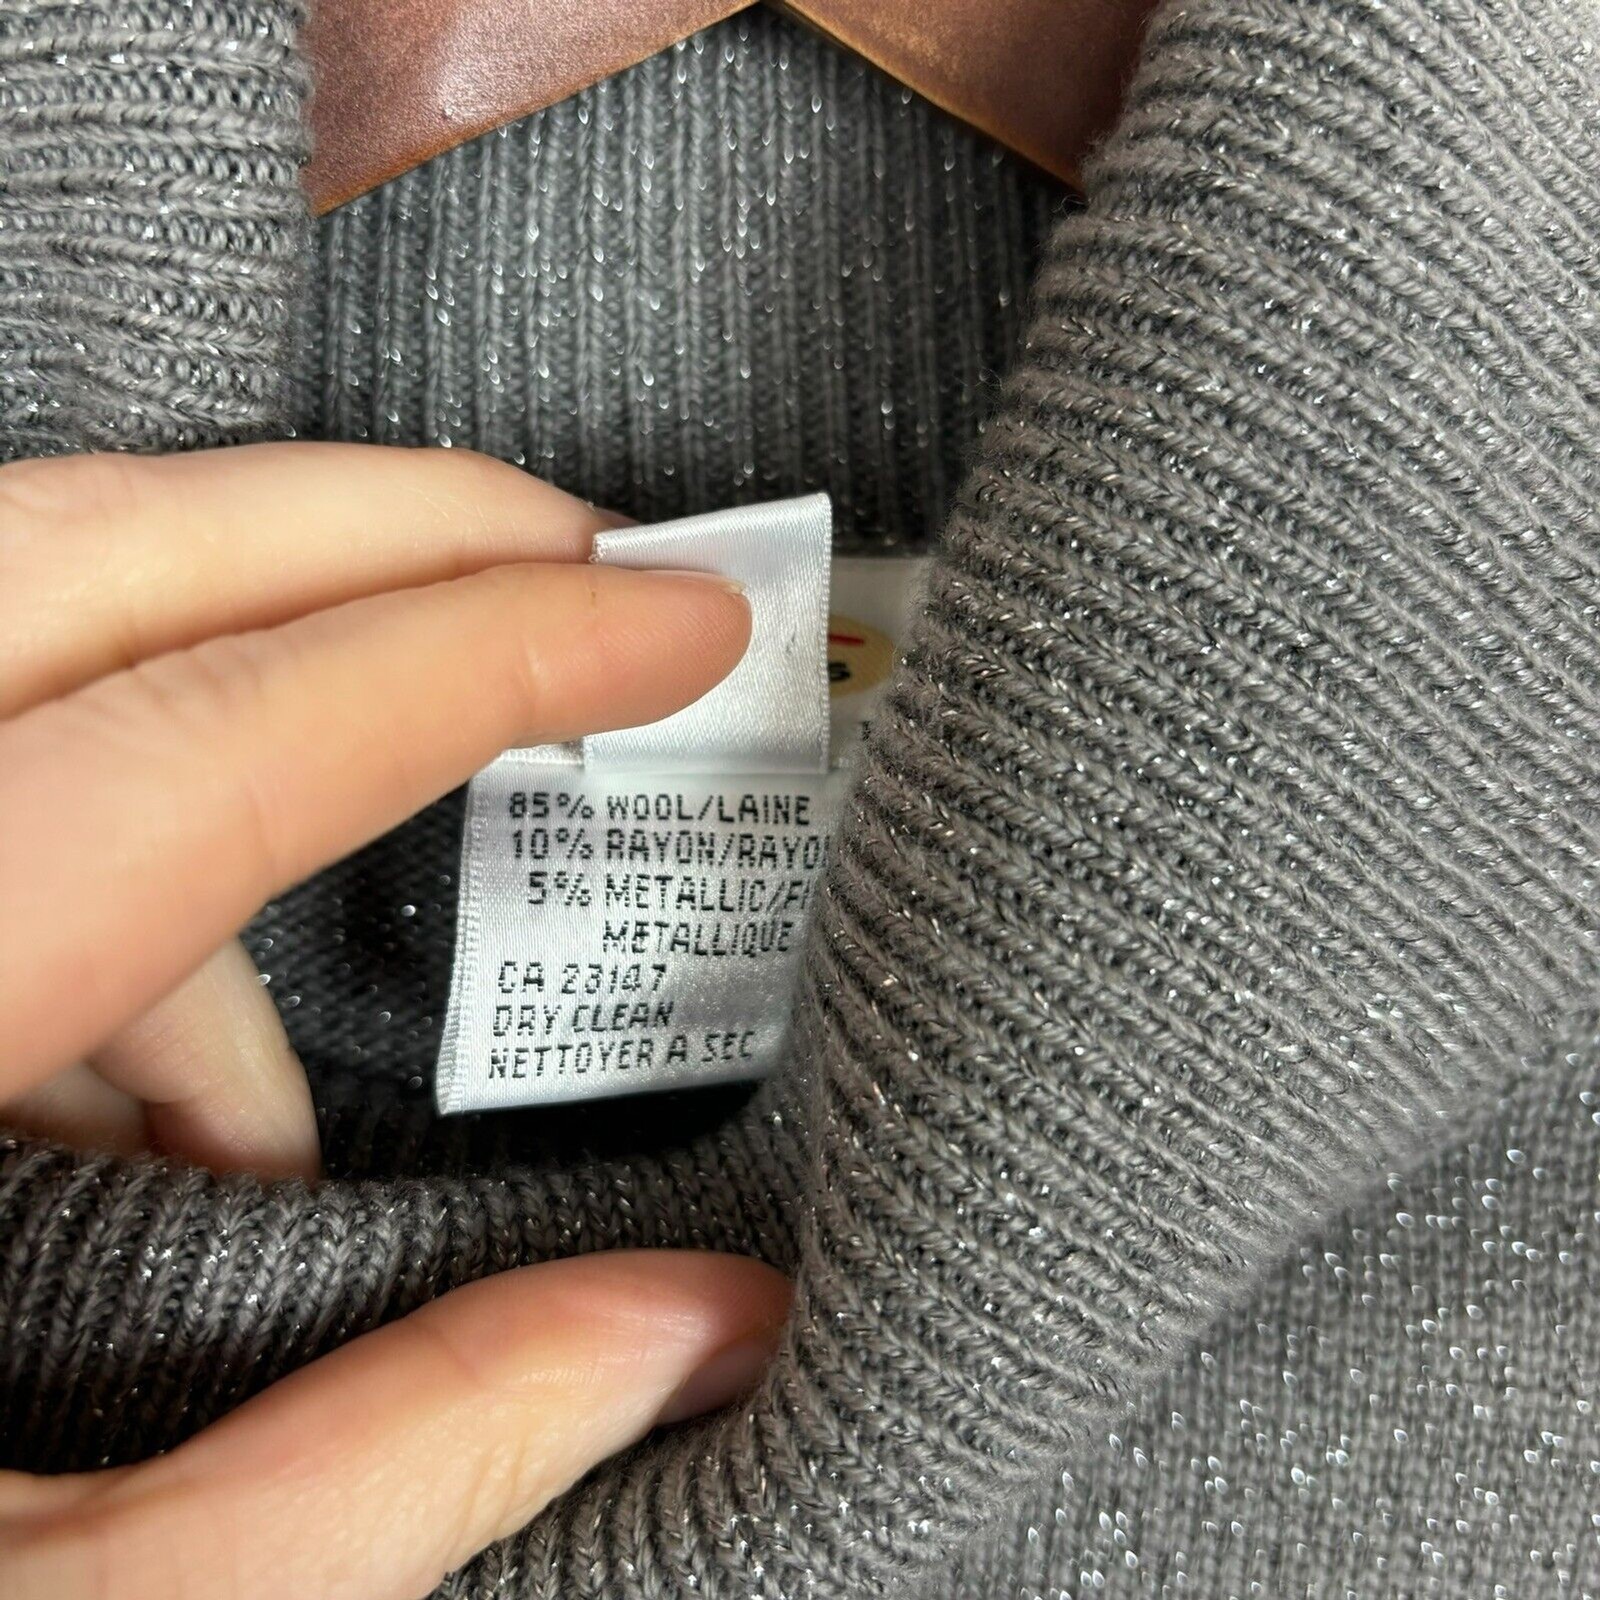 85% WOOL/LAINE
10% RAYON/RAYO
5% METALLIC/FI
METALLIQUE
CA 23147
DRY CLEAN
NETTOYER A SEC